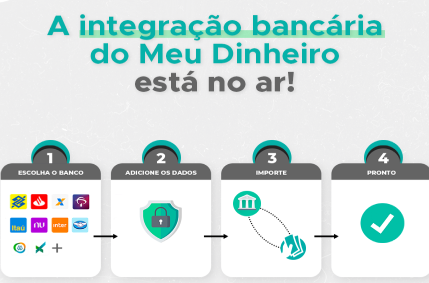 A integração bancária
do Meu Dinheiro
está no ar!
1
ESCOLHA O BANCO
2
ADICIONE OS DADOS
3
IMPORTE
4
PRONTO
Itaú
nu
inter